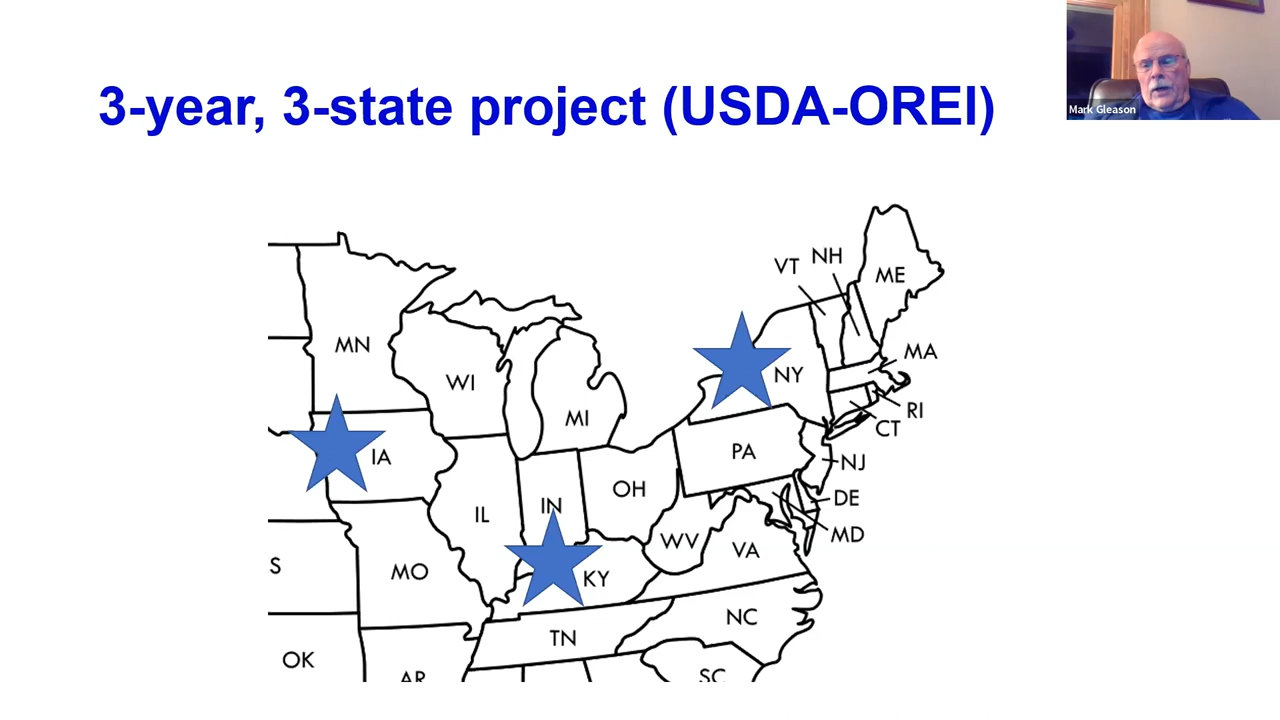 3-year, 3-state project (USDA-OREI)
Mark Gleason
VT
NH
ME
MN
WI
MI
NY
MA
RI
CT
IA
PA
NJ
IL
IN
OH
DE
MD
WV
VA
S
MO
KY
NC
TN
OK
AR
SC